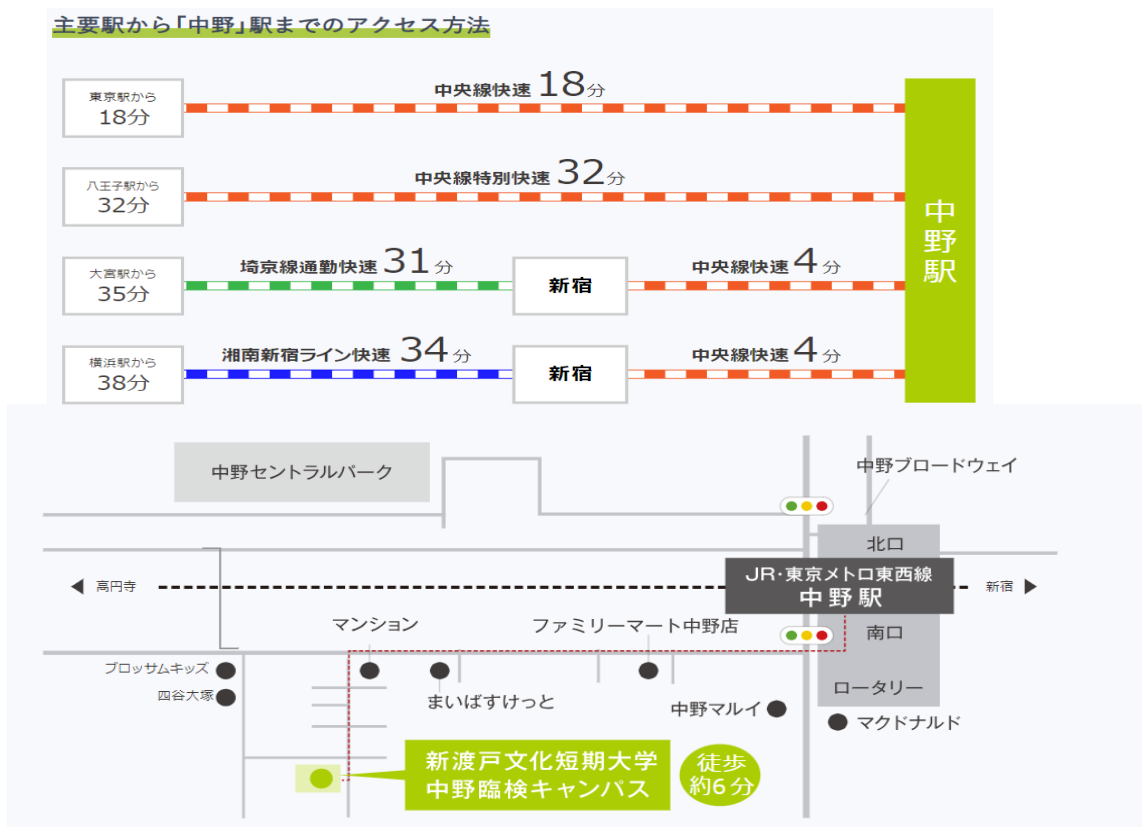 主要駅から「中野」駅までのアクセス方法
東京駅から
18分
中央線快速 18分
八王子駅から
32分
中央線特別快速 32分
大宮駅から
35分
埼京線通勤快速 31分
新宿
中央線快速 4分
横浜駅から
38分
湘南新宿ライン快速 34分
新宿
中央線快速 4分
中野駅
中野セントラルパーク
中野ブロードウェイ
北口
JR・東京メトロ東西線
中野駅
高円寺
新宿
南口
マンション
ファミリーマート中野店
ブロッサムキッズ
四谷大塚
まいばすけっと
中野マルイ
ロータリー
マクドナルド
新渡戸文化短期大学
中野臨検キャンパス
徒歩
約6分